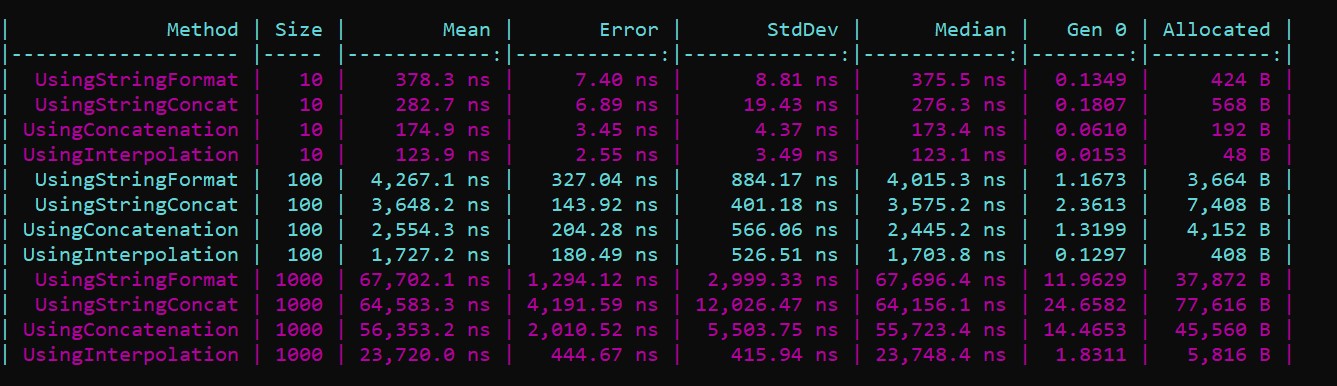 | Method | Size | Mean | Error | StdDev | Median | Gen 0 | Allocated |
|------------------- |----- |------------:|------------:|-------------:|------------:|--------:|----------:|
| UsingStringFormat | 10 | 378.3 ns | 7.40 ns | 8.81 ns | 375.5 ns | 0.1349 | 424 B |
| UsingStringConcat | 10 | 282.7 ns | 6.89 ns | 19.43 ns | 276.3 ns | 0.1807 | 568 B |
| UsingConcatenation | 10 | 174.9 ns | 3.45 ns | 4.37 ns | 173.4 ns | 0.0610 | 192 B |
| UsingInterpolation | 10 | 123.9 ns | 2.55 ns | 3.49 ns | 123.1 ns | 0.0153 | 48 B |
| UsingStringFormat | 100 | 4,267.1 ns | 327.04 ns | 884.17 ns | 4,015.3 ns | 1.1673 | 3,664 B |
| UsingStringConcat | 100 | 3,648.2 ns | 143.92 ns | 401.18 ns | 3,575.2 ns | 2.3613 | 7,408 B |
| UsingConcatenation | 100 | 2,554.3 ns | 204.28 ns | 566.06 ns | 2,445.2 ns | 1.3199 | 4,152 B |
| UsingInterpolation | 100 | 1,727.2 ns | 180.49 ns | 526.51 ns | 1,703.8 ns | 0.1297 | 408 B |
| UsingStringFormat | 1000 | 67,702.1 ns | 1,294.12 ns | 2,999.33 ns | 67,696.4 ns | 11.9629 | 37,872 B |
| UsingStringConcat | 1000 | 64,583.3 ns | 4,191.59 ns | 12,026.47 ns | 64,156.1 ns | 24.6582 | 77,616 B |
| UsingConcatenation | 1000 | 56,353.2 ns | 2,010.52 ns | 5,503.75 ns | 55,723.4 ns | 14.4653 | 45,560 B |
| UsingInterpolation | 1000 | 23,720.0 ns | 444.67 ns | 415.94 ns | 23,748.4 ns | 1.8311 | 5,816 B |